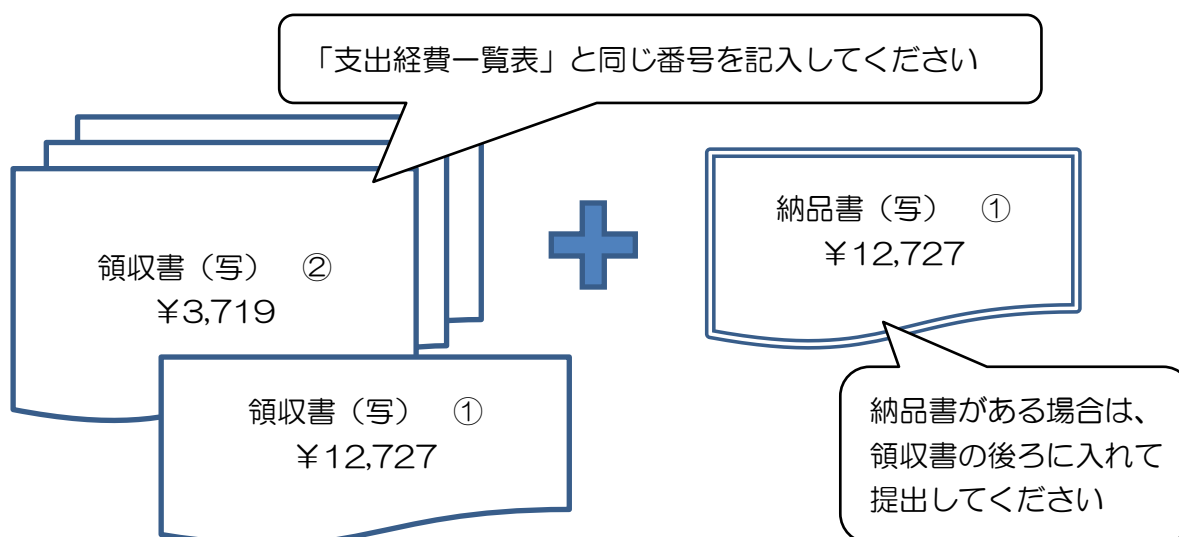 「支出経費一覧表」と同じ番号を記入してください
領収書（写）　②
￥3,719
領収書（写）　①
￥12,727
納品書（写）　①
￥12,727
納品書がある場合は、
領収書の後ろに入れて
提出してください